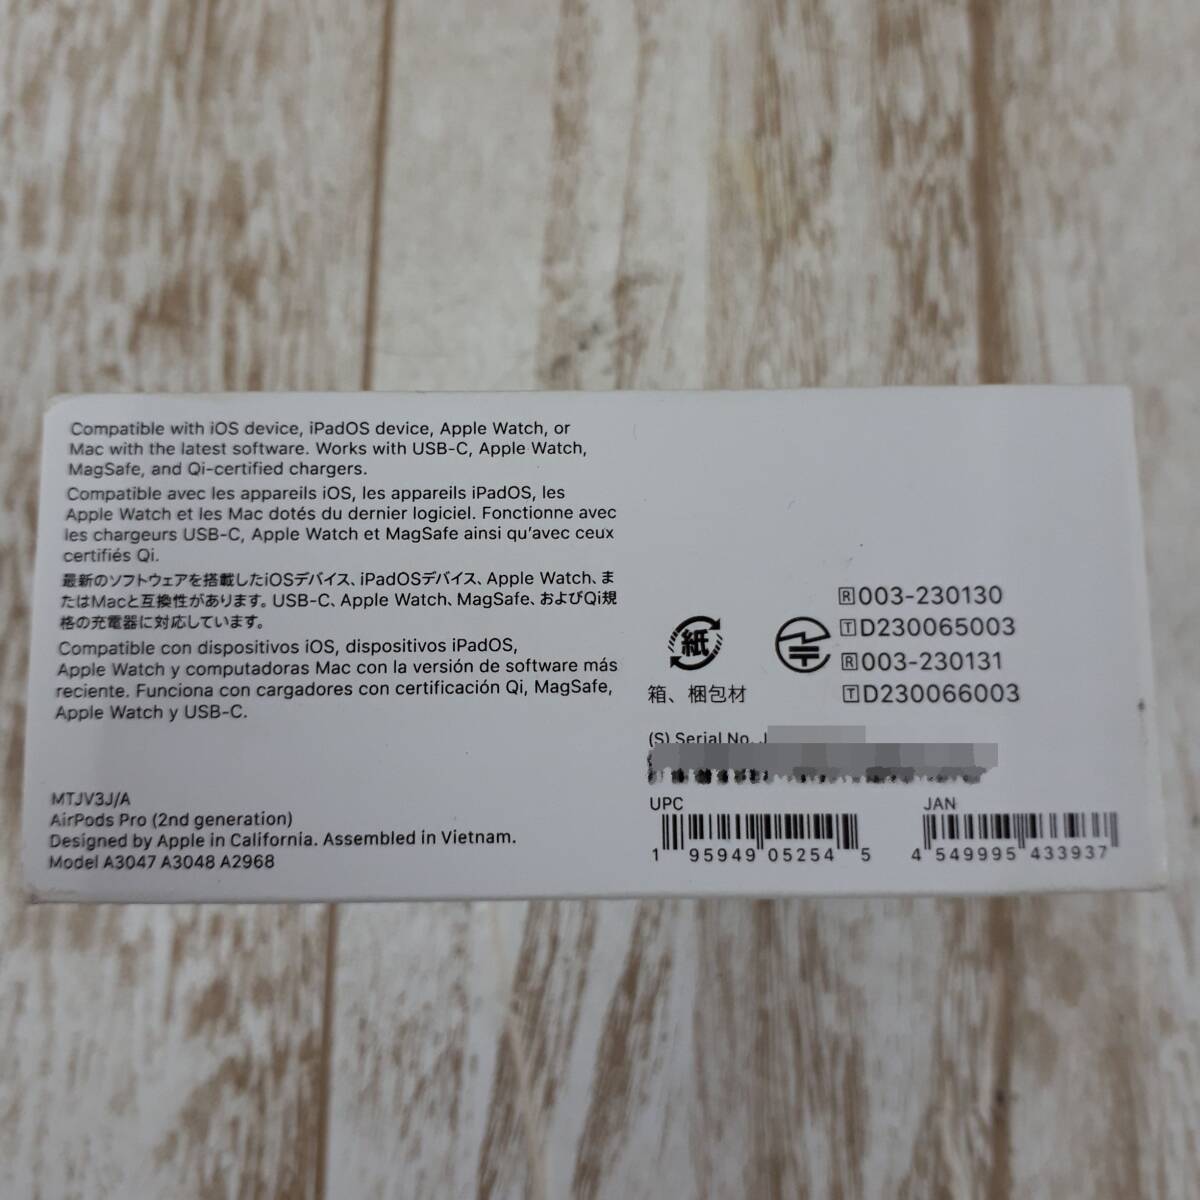 Compatible with iOS device, iPadOS device, Apple Watch, or
Mac with the latest software. Works with USB-C, Apple Watch,
MagSafe, and Qi-certified chargers.
Compatible avec les appareils iOS, les appareils iPadOS, les
Apple Watch et les Mac dotés du dernier logiciel. Fonctionne avec
les chargeurs USB-C, Apple Watch et MagSafe ainsi qu'avec ceux
certifiés Qi.
最新のソフトウェアを搭載したiOSデバイス、iPadOSデバイス、Apple Watch、ま
たはMacと互換性があります。USB-C、Apple Watch、MagSafe、およびQi規
格の充電器に対応しています。
Compatible con dispositivos iOS, dispositivos iPadOS,
Apple Watch y computadoras Mac con la versión de software más
reciente. Funciona con cargadores con certificación Qi, MagSafe,
Apple Watch y USB-C.
MTJV3J/A
AirPods Pro (2nd generation)
Designed by Apple in California. Assembled in Vietnam.
Model A3047 A3048 A2968
紙
箱、梱包材
R 003-230130
T D230065003
R 003-230131
T D230066003
(S) Serial No.
UPC
1 95949 05254 5
JAN
4 549995 433937